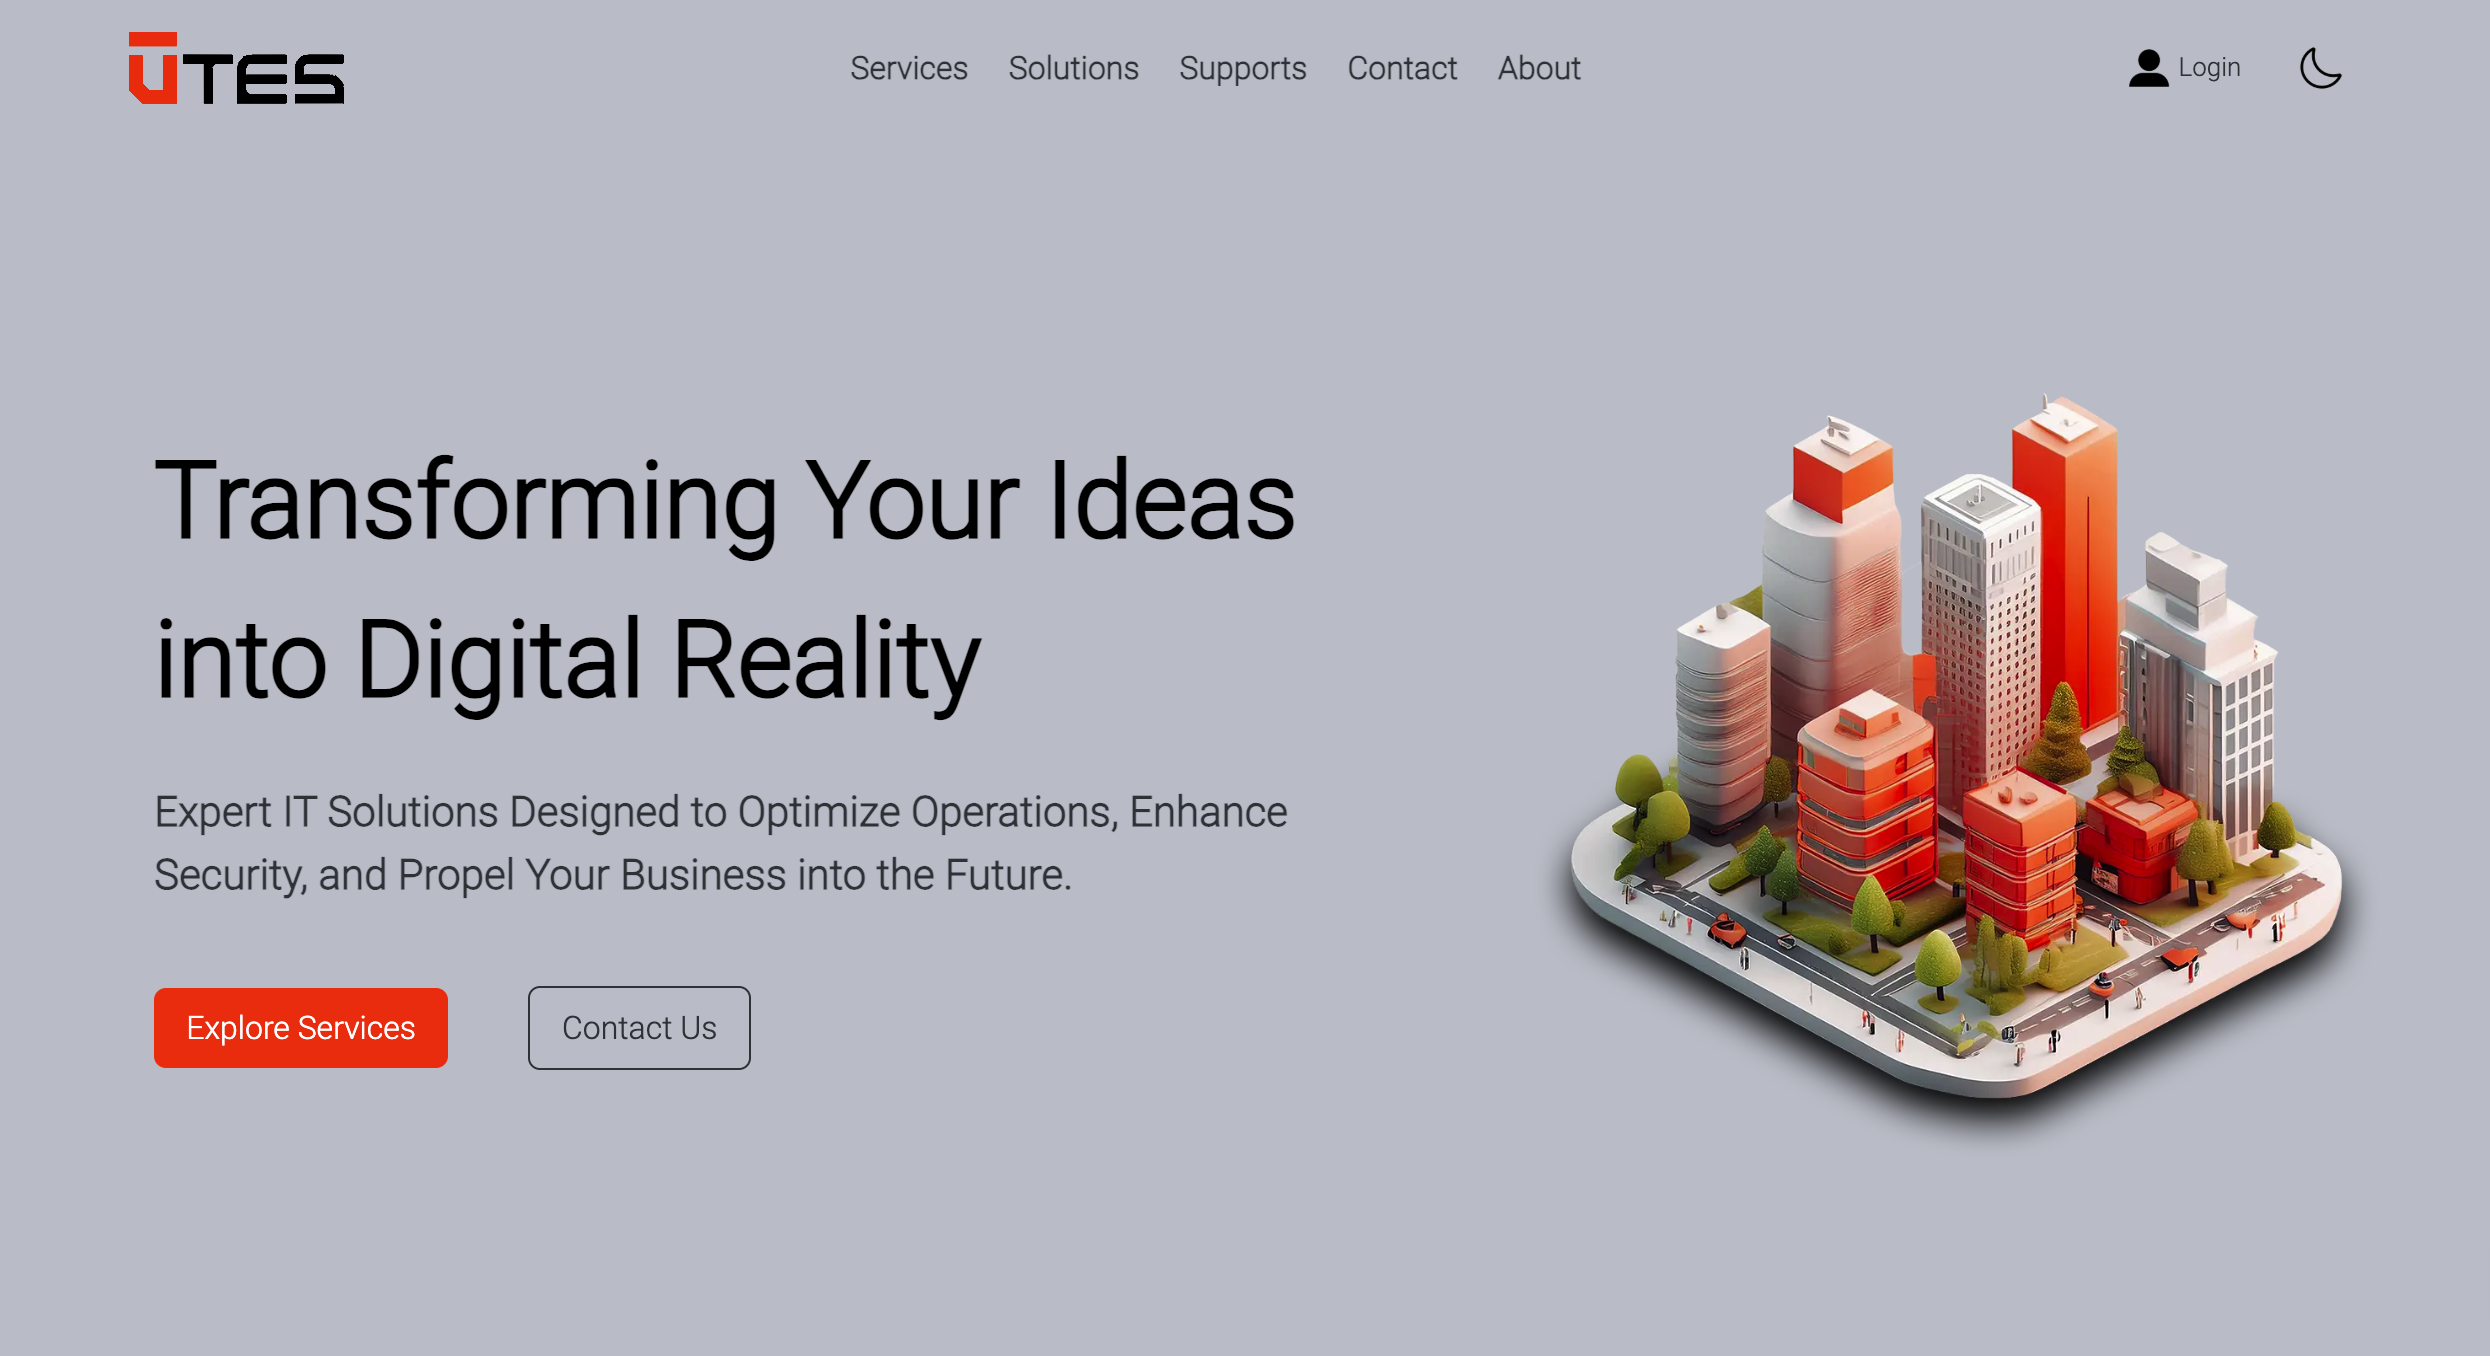 UTES
Services Solutions Supports Contact About
Login
Transforming Your Ideas
into Digital Reality
Expert IT Solutions Designed to Optimize Operations, Enhance
Security, and Propel Your Business into the Future.
Explore Services
Contact Us